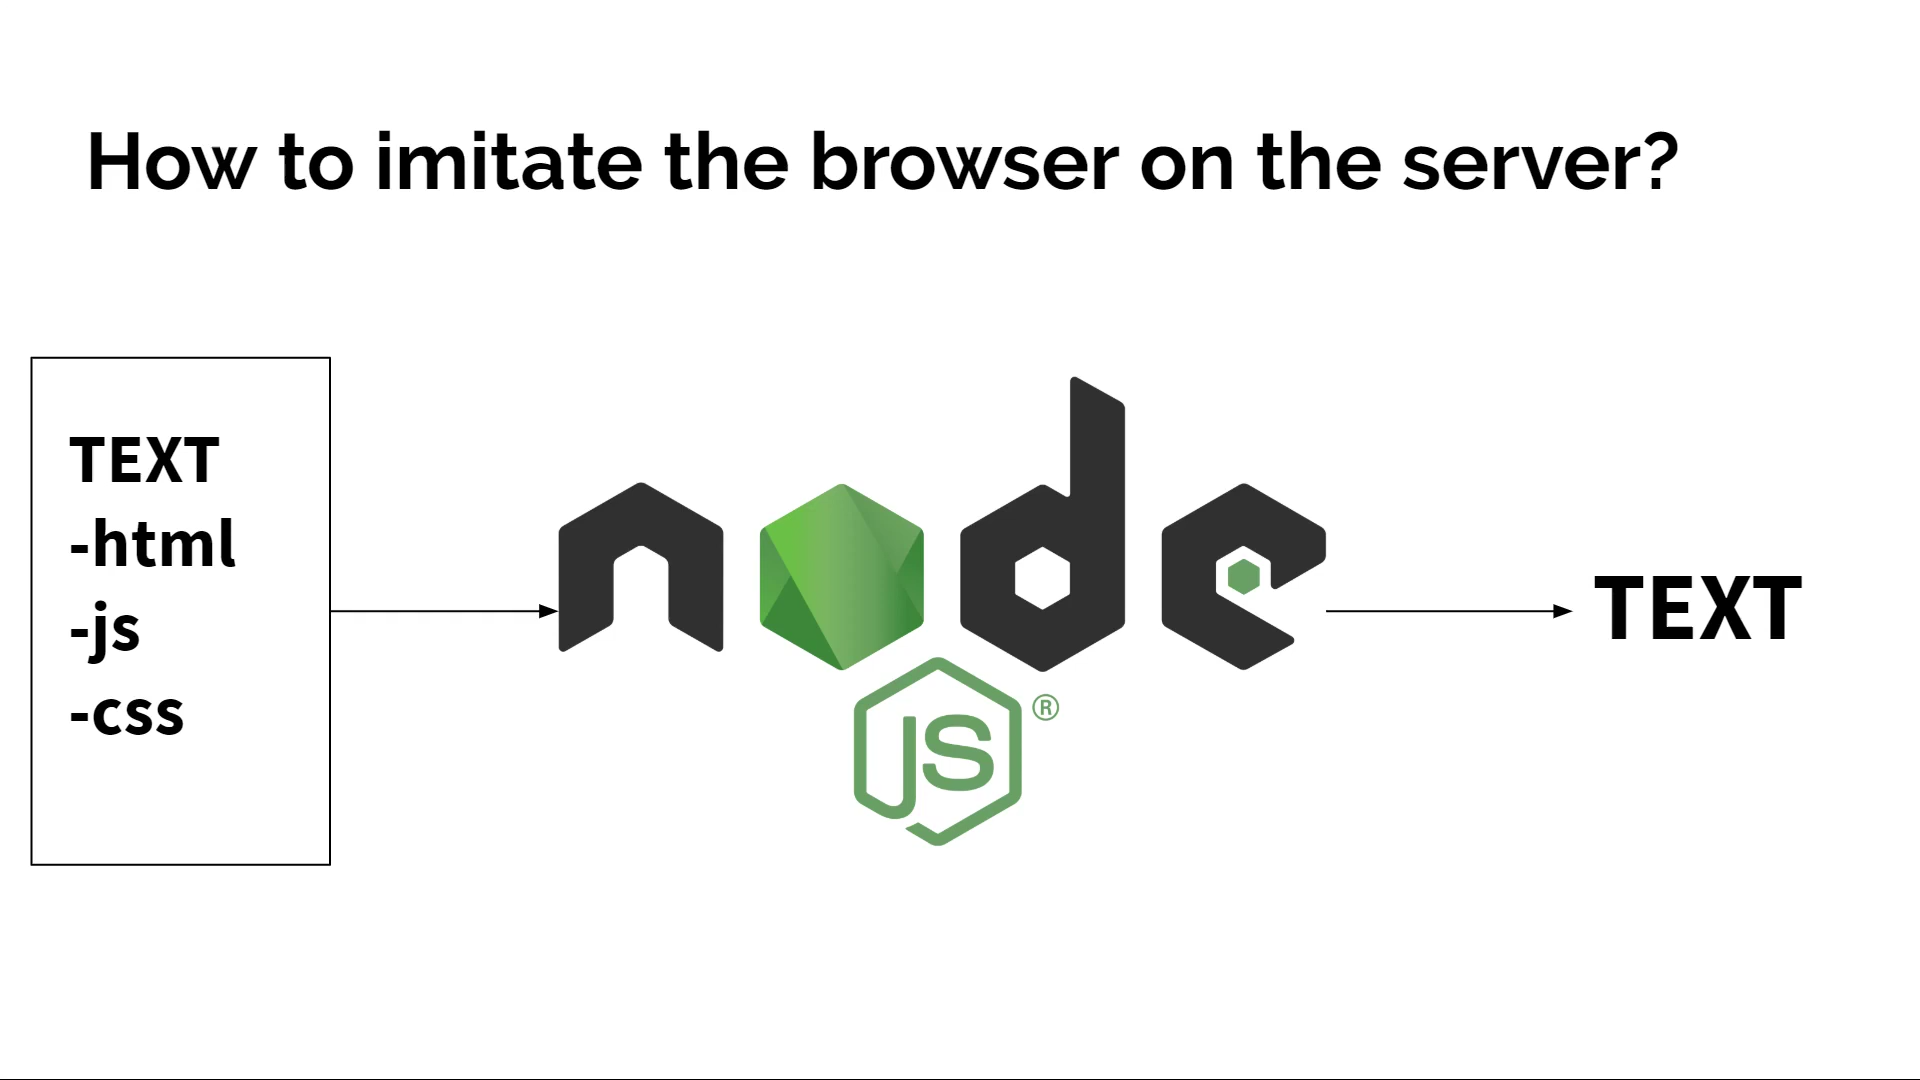 How to imitate the browser on the server?
TEXT
-html
-js
-css
node
JS ®
TEXT